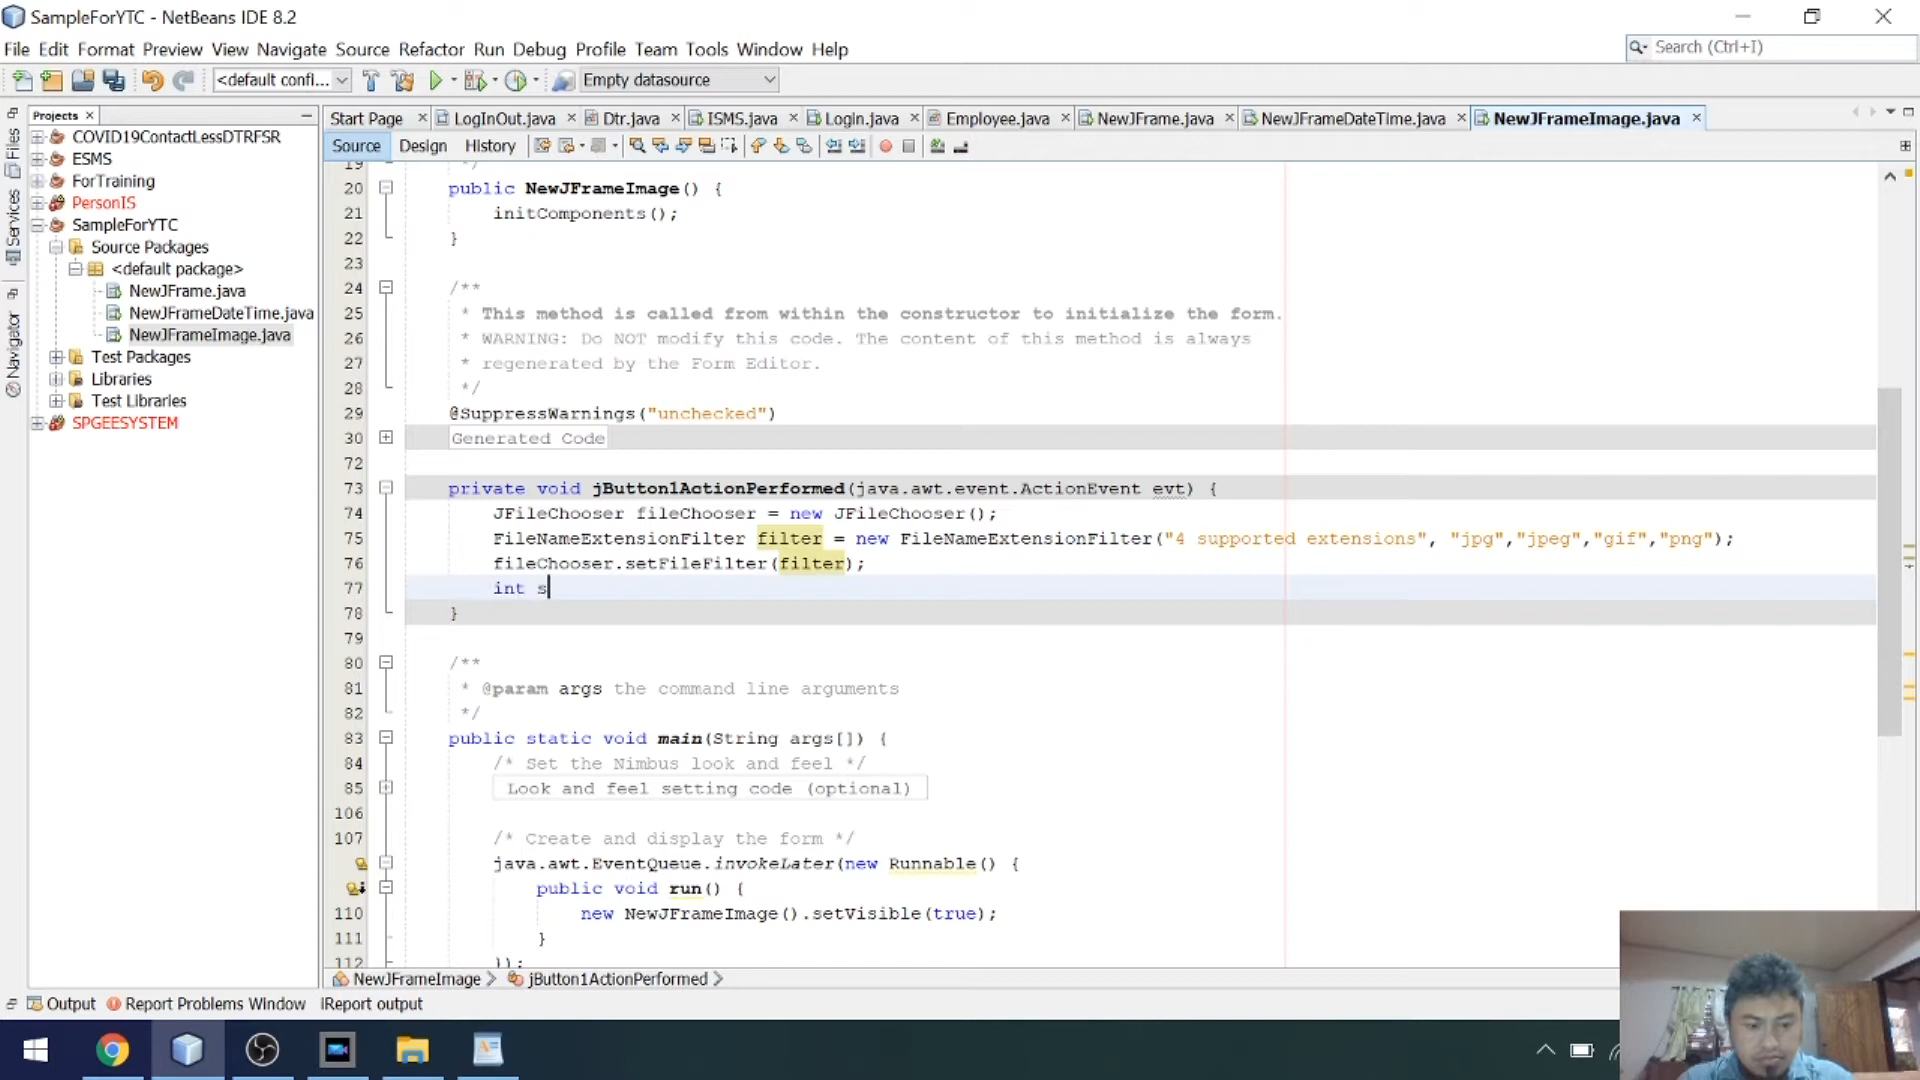 SampleForYTC - NetBeans IDE 8.2
File Edit Format Preview View Navigate Source Refactor Run Debug Profile Team Tools Window Help
Search (Ctrl+I)
<default confl...
Empty datasource
Projects
Files
Services
Navigator
COVID19ContactLessDTRFSR
ESMS
ForTraining
PersonIS
SampleForYTC
Source Packages
<default package>
NewJFrame.java
NewJFrameDateTime.java
NewJFrameImage.java
Test Packages
Libraries
Test Libraries
SPGEESYSTEM
Start Page LogInOut.java Dtr.java ISMS.java Login.java Employee.java NewJFrame.java NewJFrameDateTime.java NewJFrameImage.java
Source Design History
19 */
20 public NewJFrameImage() {
21 initComponents();
22 }
23
24 /**
25 * This method is called from within the constructor to initialize the form.
26 * WARNING: Do NOT modify this code. The content of this method is always
27 * regenerated by the Form Editor.
28 */
29 @SuppressWarnings("unchecked")
30 Generated Code
72
73 private void jButton1ActionPerformed(java.awt.event.ActionEvent evt) {
74 JFileChooser fileChooser = new JFileChooser();
75 FileNameExtensionFilter filter = new FileNameExtensionFilter("4 supported extensions", "jpg","jpeg","gif","png");
76 fileChooser.setFileFilter(filter);
77 int s
78 }
79
80 /**
81 * @param args the command line arguments
82 */
83 public static void main(String args[]) {
84 /* Set the Nimbus look and feel */
85 Look and feel setting code (optional)
106
107 /* Create and display the form */
java.awt.EventQueue.invokeLater(new Runnable() {
public void run() {
110 new NewJFrameImage().setVisible(true);
111 }
112 });
NewJFrameImage
jButton1ActionPerformed
Output
Report Problems Window
iReport output